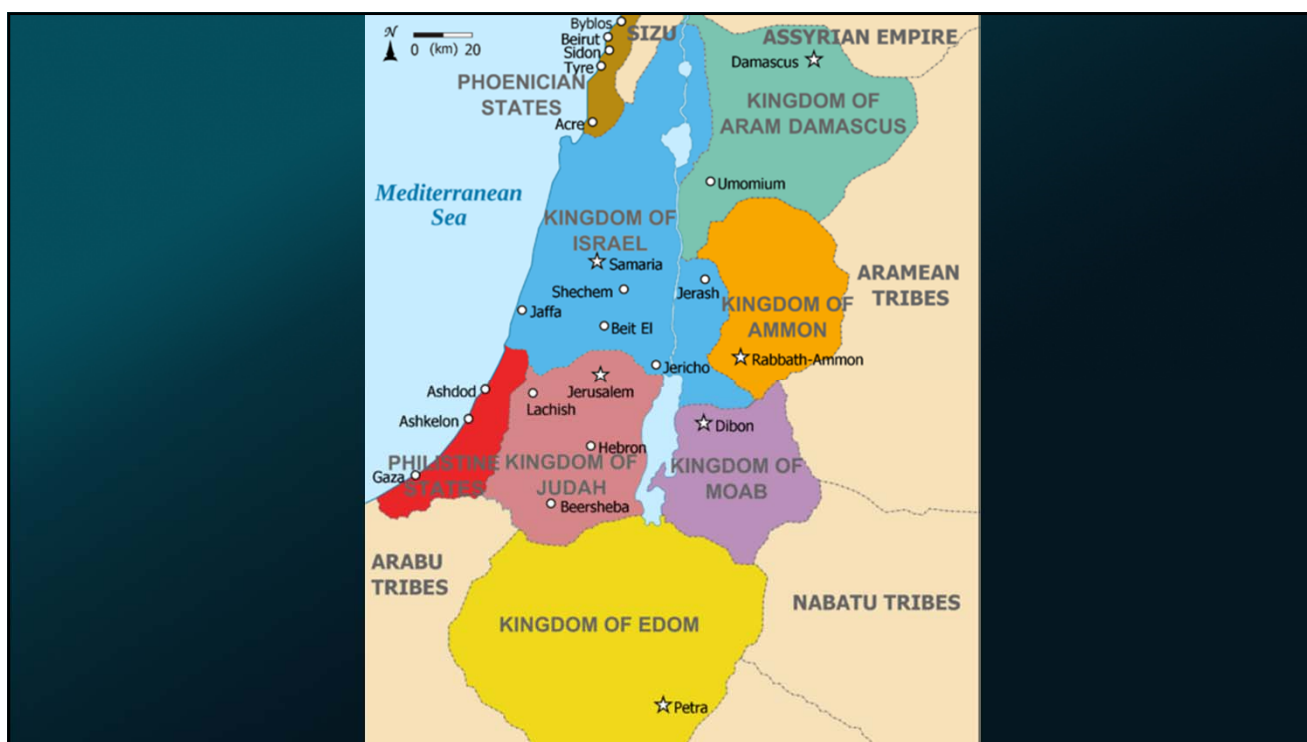 Byblos
SIZU
Beirut
N
0 (km) 20
Sidon
Tyre
ASSYRIAN EMPIRE
Damascus
PHOENICIAN
STATES
KINGDOM OF
ARAM DAMASCUS
Acre
Umomium
Mediterranean
Sea
KINGDOM OF
ISRAEL
Samaria
ARAMEAN
TRIBES
Shechem
Jerash
KINGDOM OF
AMMON
Jaffa
Beit El
Rabbath-Ammon
Jericho
Ashdod
Jerusalem
Lachish
Ashkelon
Dibon
Hebron
PHILISTINE
STATES
KINGDOM OF
JUDAH
KINGDOM OF
MOAB
Gaza
Beersheba
ARABU
TRIBES
NABATU TRIBES
KINGDOM OF EDOM
Petra